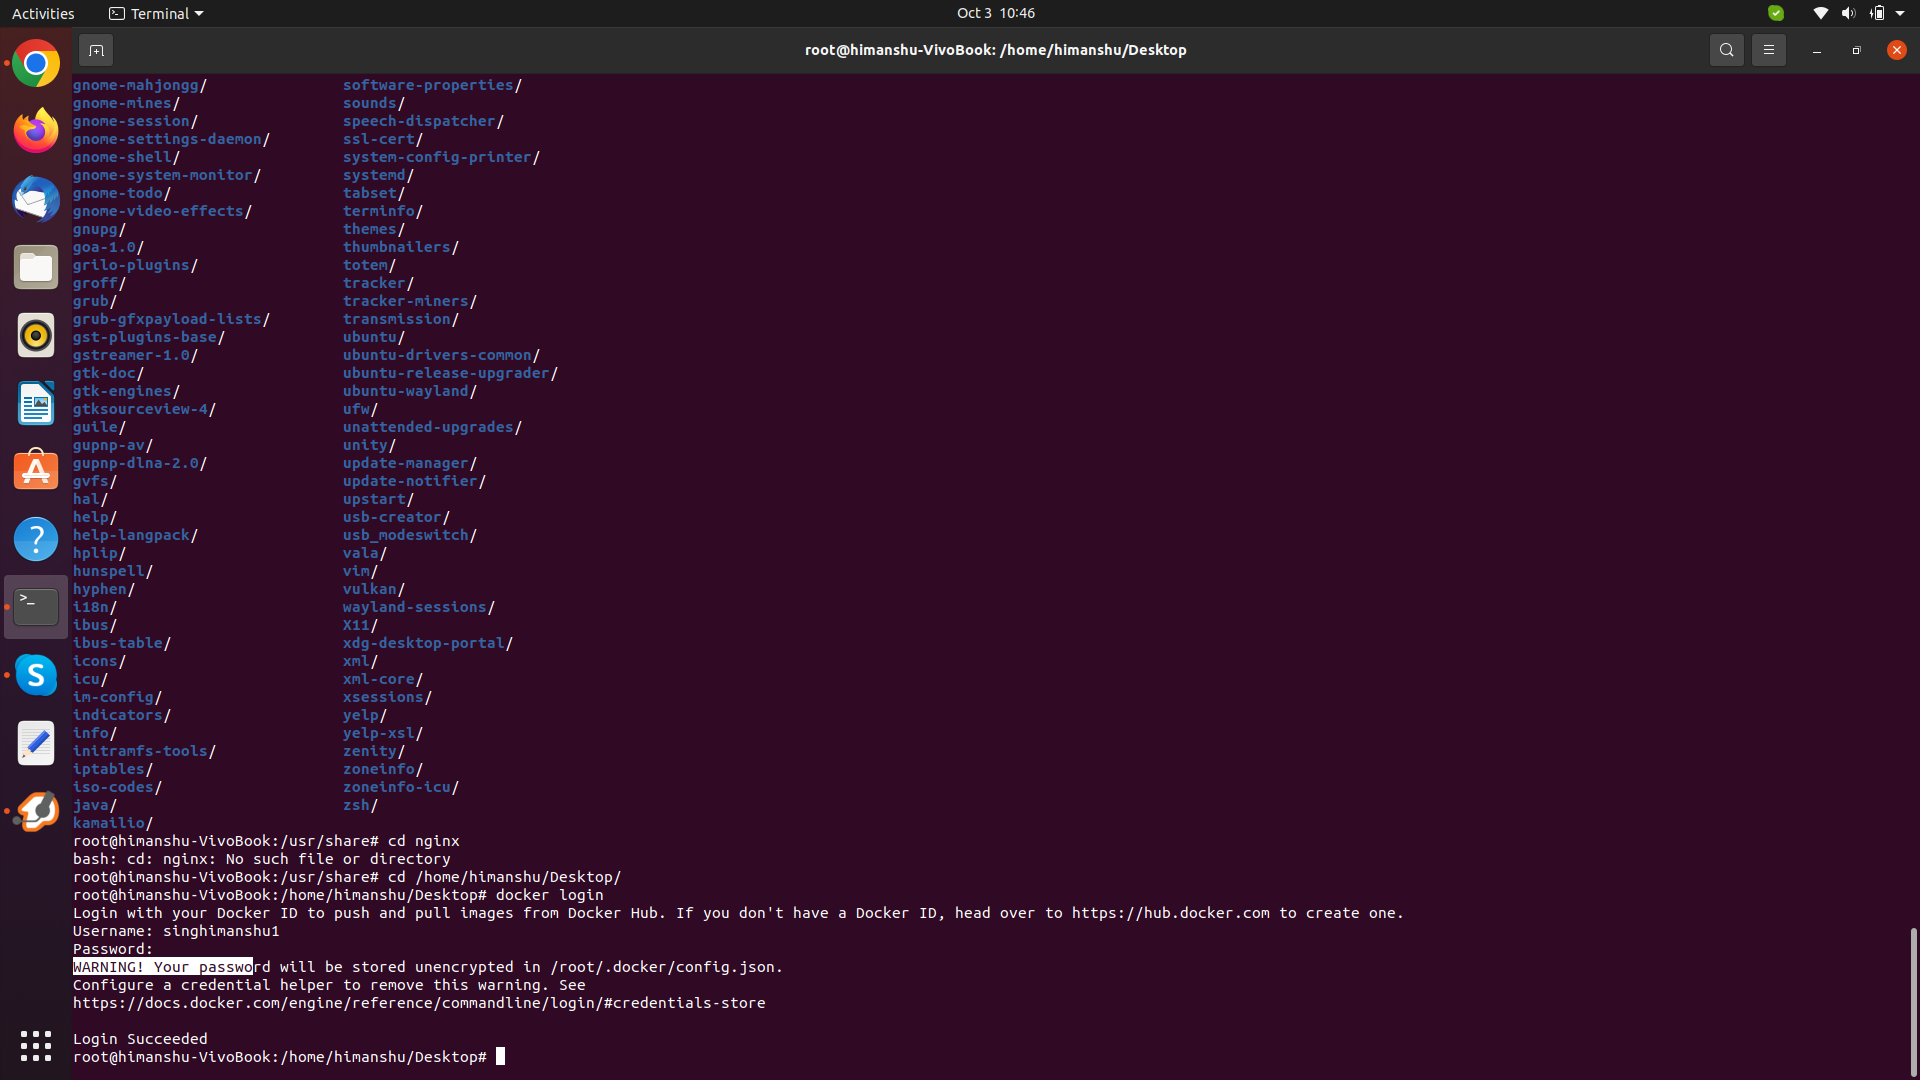 Activities Terminal Oct 3 10:46
root@himanshu-VivoBook: /home/himanshu/Desktop
gnome-mahjongg/ software-properties/
gnome-mines/ sounds/
gnome-session/ speech-dispatcher/
gnome-settings-daemon/ ssl-cert/
gnome-shell/ system-config-printer/
gnome-system-monitor/ systemd/
gnome-todo/ tabset/
gnome-video-effects/ terminfo/
gnupg/ themes/
goa-1.0/ thumbnailers/
grilo-plugins/ totem/
groff/ tracker/
grub/ tracker-miners/
grub-gfxpayload-lists/ transmission/
gst-plugins-base/ ubuntu/
gstreamer-1.0/ ubuntu-drivers-common/
gtk-doc/ ubuntu-release-upgrader/
gtk-engines/ ubuntu-wayland/
gtksourceview-4/ ufw/
guile/ unattended-upgrades/
gupnp-av/ unity/
gupnp-dlna-2.0/ update-manager/
gvfs/ update-notifier/
hal/ upstart/
help/ usb-creator/
help-langpack/ usb_modeswitch/
hplip/ vala/
hunspell/ vim/
hyphen/ vulkan/
i18n/ wayland-sessions/
ibus/ X11/
ibus-table/ xdg-desktop-portal/
icons/ xml/
icu/ xml-core/
im-config/ xsessions/
indicators/ yelp/
info/ yelp-xsl/
initramfs-tools/ zenity/
iptables/ zoneinfo/
iso-codes/ zoneinfo-icu/
java/ zsh/
kamailio/
root@himanshu-VivoBook:/usr/share# cd nginx
bash: cd: nginx: No such file or directory
root@himanshu-VivoBook:/usr/share# cd /home/himanshu/Desktop/
root@himanshu-VivoBook:/home/himanshu/Desktop# docker login
Login with your Docker ID to push and pull images from Docker Hub. If you don't have a Docker ID, head over to https://hub.docker.com to create one.
Username: singhimanshu1
Password:
WARNING! Your password will be stored unencrypted in /root/.docker/config.json.
Configure a credential helper to remove this warning. See
https://docs.docker.com/engine/reference/commandline/login/#credentials-store
Login Succeeded
root@himanshu-VivoBook:/home/himanshu/Desktop#